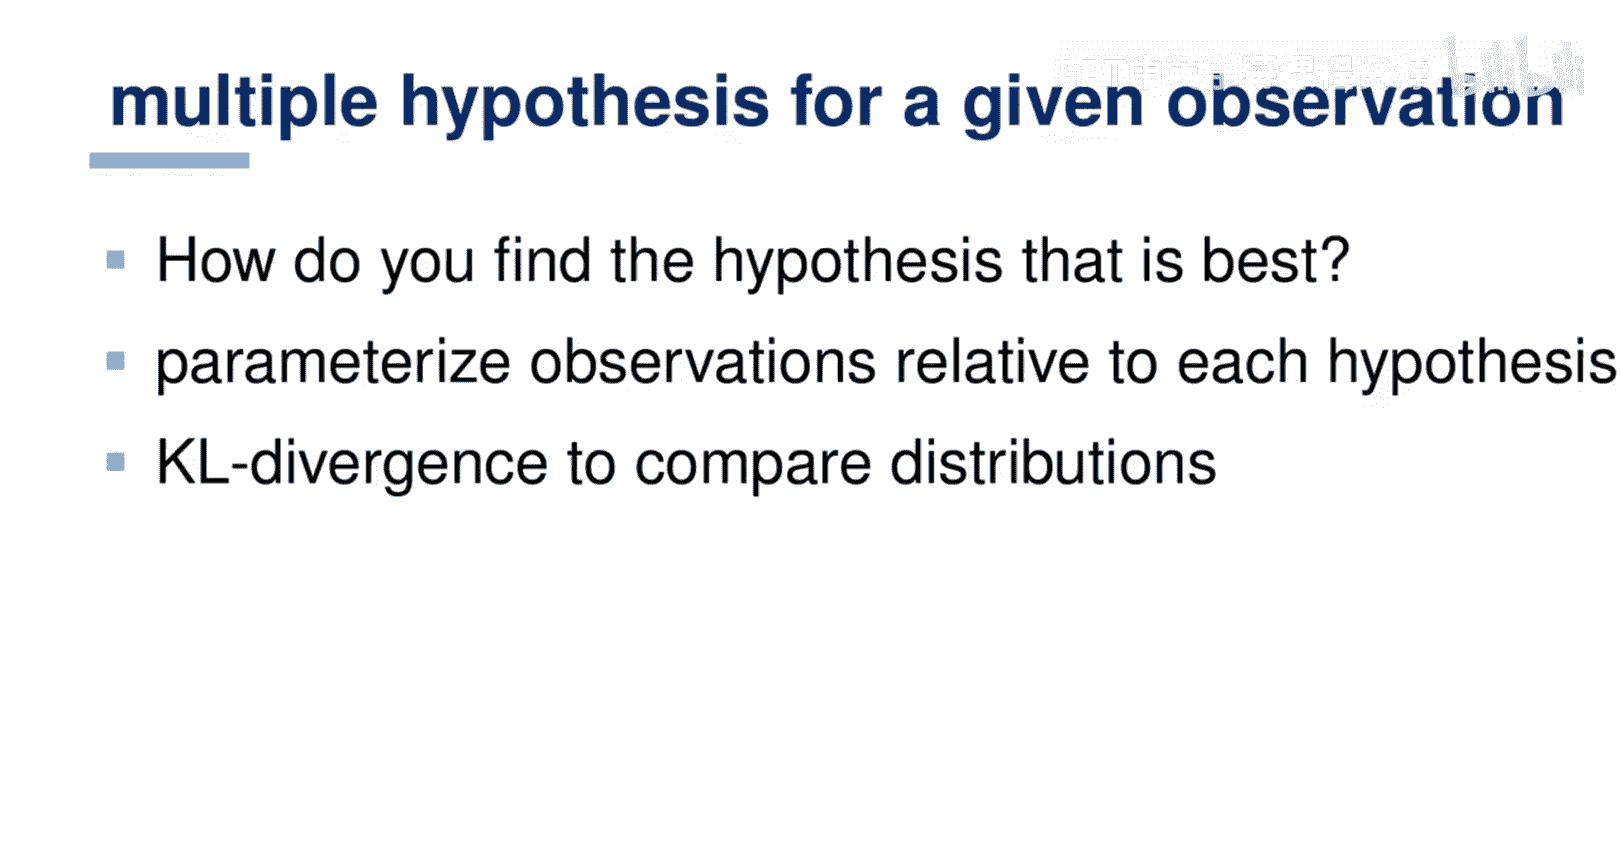 multiple hypothesis for a given observation
How do you find the hypothesis that is best?
parameterize observations relative to each hypothesis
KL-divergence to compare distributions
bilibili